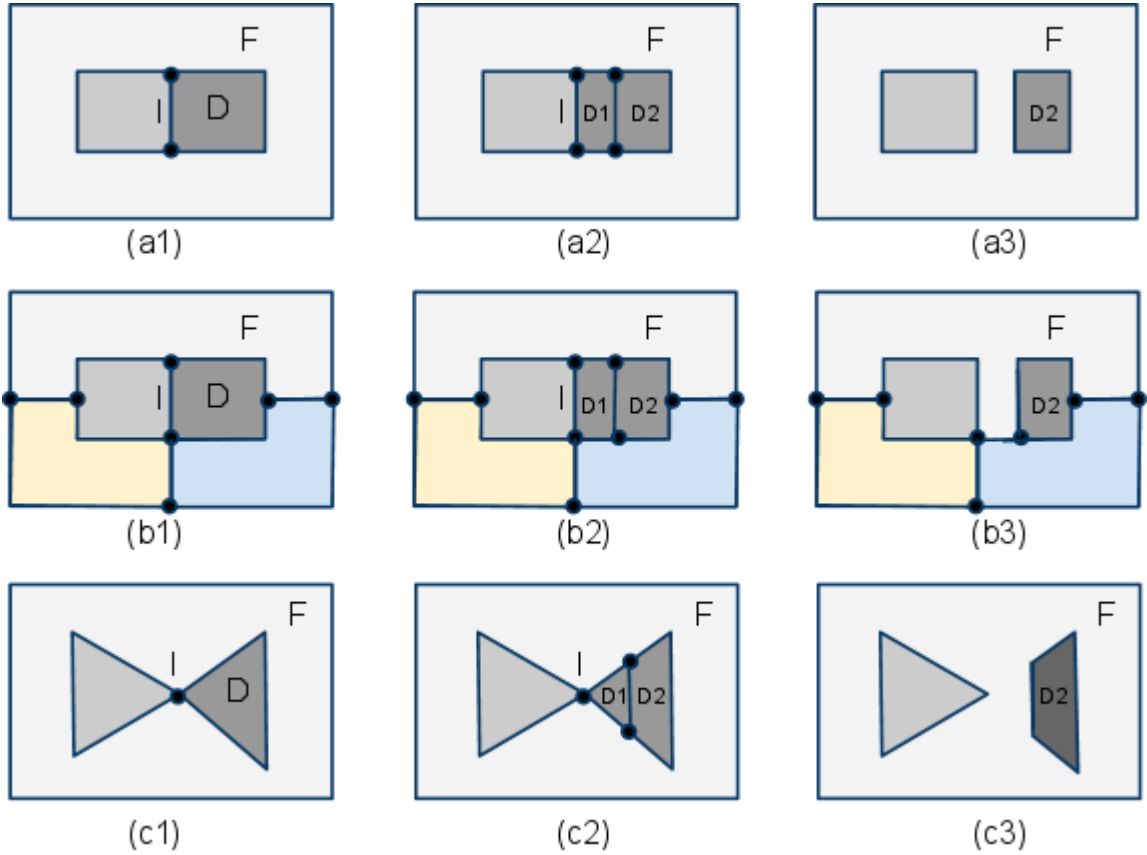 F F F
I D I D1 D2 D2
(a1) (a2) (a3)
F F F
I D I D1 D2 D2
(b1) (b2) (b3)
F F F
I D I D1 D2 D2
(c1) (c2) (c3)